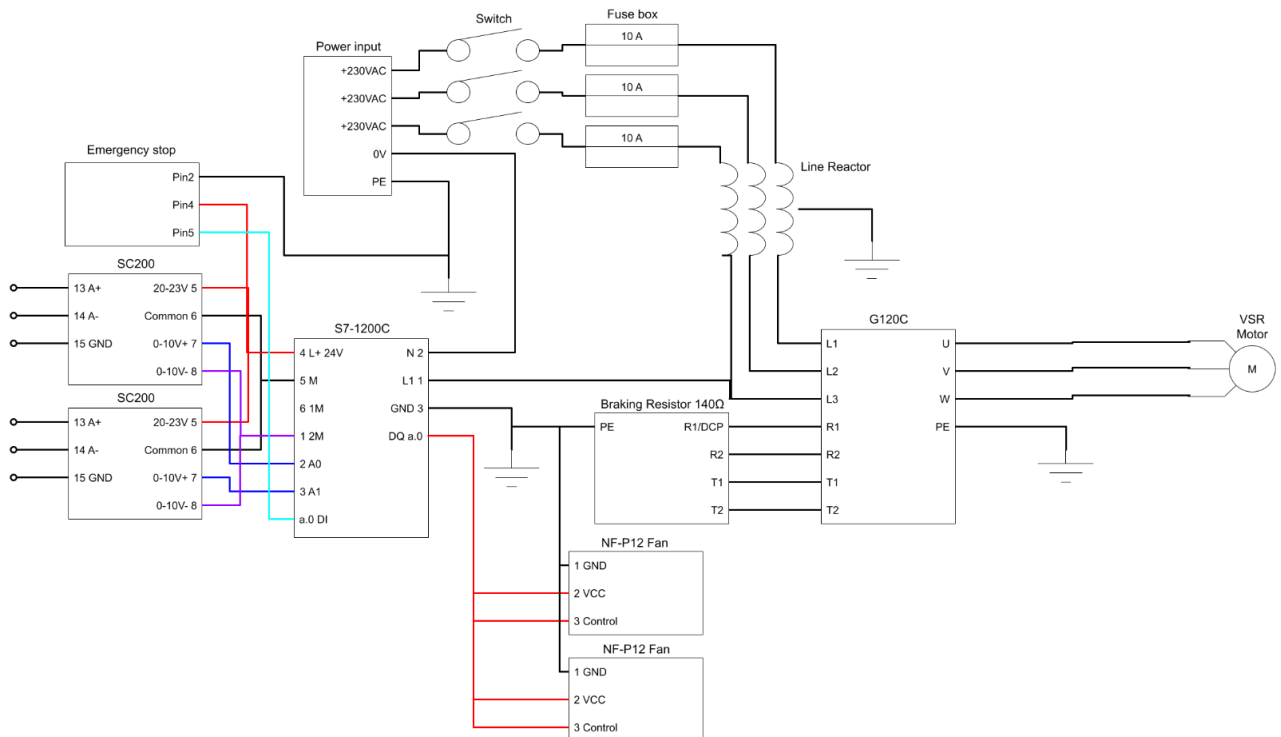 Switch
Fuse box
Power input
10 A
+230VAC
+230VAC
10 A
+230VAC
10 A
0V
PE
Line Reactor
Emergency stop
Pin2
Pin4
Pin5
SC200
13 A+
20-23V 5
14 A-
Common 6
15 GND
0-10V+ 7
0-10V- 8
SC200
13 A+
20-23V 5
14 A-
Common 6
15 GND
0-10V+ 7
0-10V- 8
S7-1200C
4 L+ 24V
N 2
5 M
L1 1
6 1M
GND 3
1 2M
DQ a.0
2 A0
3 A1
a.0 DI
Braking Resistor 140Ω
PE
R1/DCP
R2
T1
T2
G120C
L1
U
L2
V
L3
W
R1
PE
R2
T1
T2
VSR
Motor
M
NF-P12 Fan
1 GND
2 VCC
3 Control
NF-P12 Fan
1 GND
2 VCC
3 Control